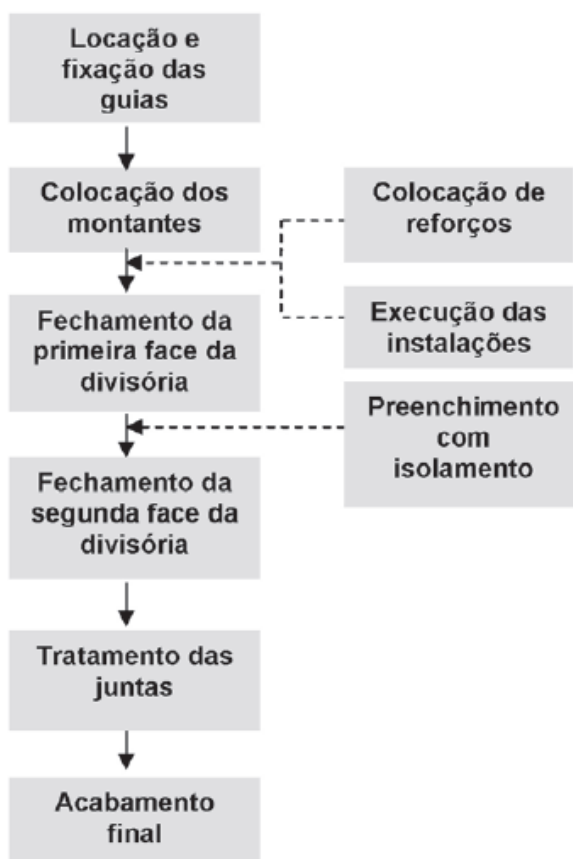 Locação e
fixação das
guias
Colocação dos
montantes
Colocação de
reforços
Execução das
instalações
Fechamento da
primeira face da
divisória
Preenchimento
com
isolamento
Fechamento da
segunda face da
divisória
Tratamento das
juntas
Acabamento
final